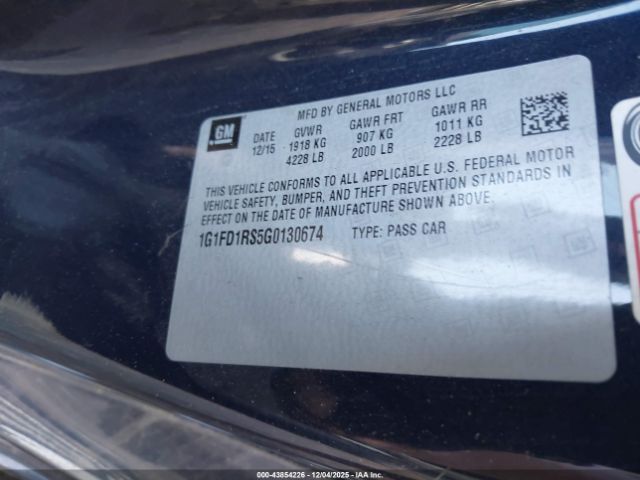 MFD BY GENERAL MOTORS LLC
GM
DATE GVWR GAWR FRT GAWR RR
12/15 1918 KG 907 KG 1011 KG
4228 LB 2000 LB 2228 LB
THIS VEHICLE CONFORMS TO ALL APPLICABLE U.S. FEDERAL MOTOR
VEHICLE SAFETY, BUMPER, AND THEFT PREVENTION STANDARDS IN
EFFECT ON THE DATE OF MANUFACTURE SHOWN ABOVE.
1G1FD1RS5G0130674 TYPE: PASS CAR
000-43854226 - 12/04/2025 - COPART.COM